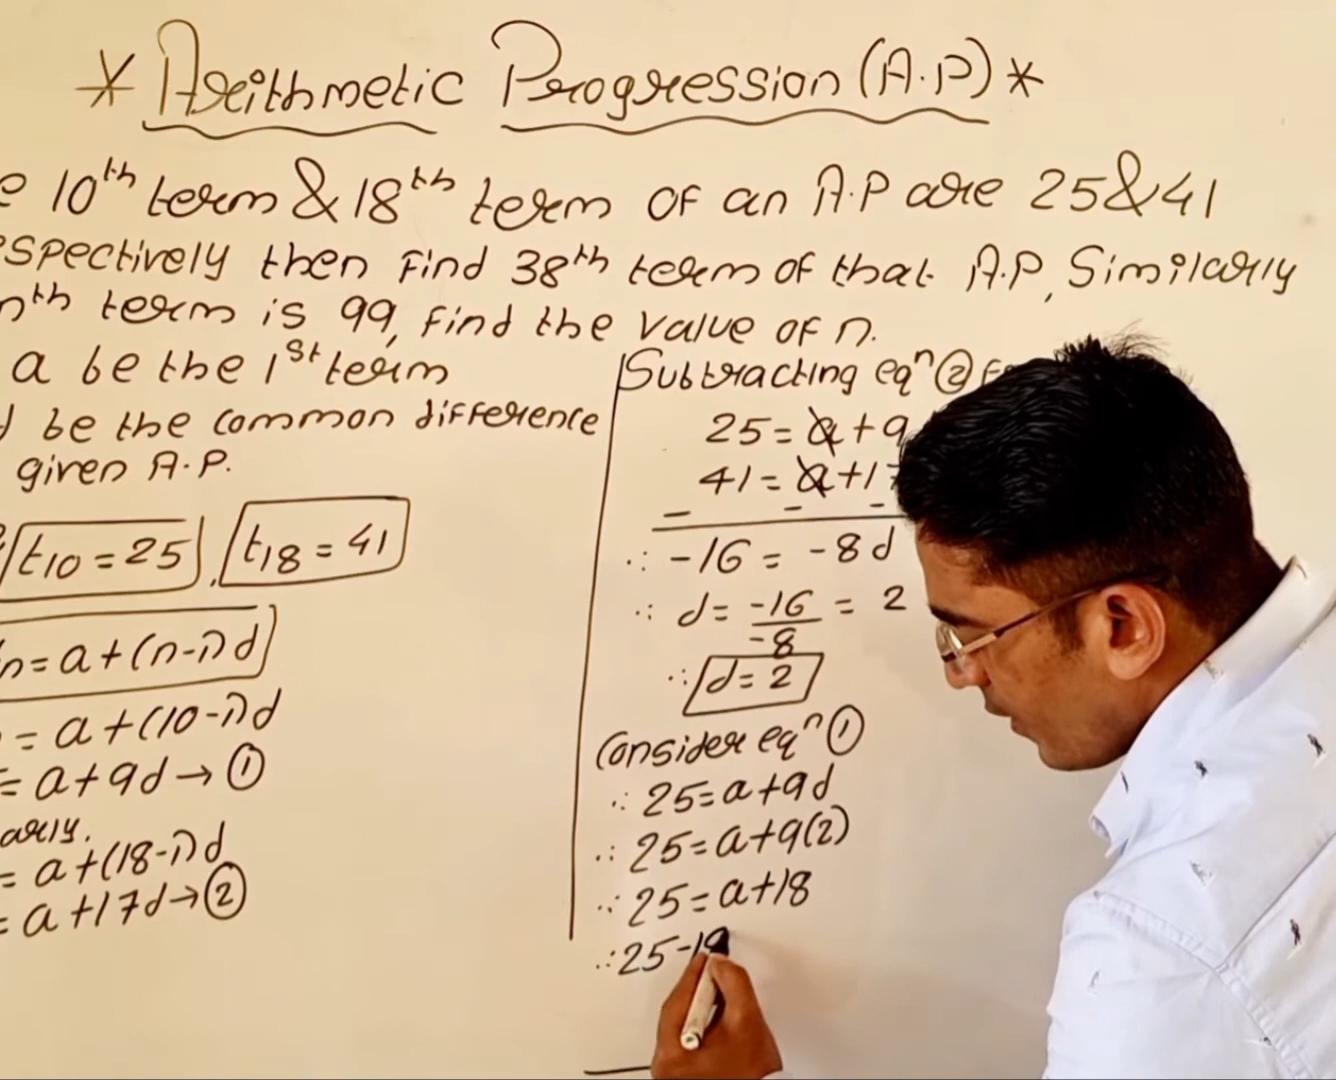 * Arithmetic Progression (A.P) *
10th term & 18th term of an A.P are 25 & 41
spectively then find 38th term of that A.P, Similarly
nth term is 99, find the value of n.
a be the 1st term
be the common difference
given A.P.
t10 = 25, t18 = 41
n = a + (n-1)d
= a + (10-1)d
= a + 9d → ①
arly.
= a + (18-1)d
= a + 17d → ②
Subtracting eqn ②
25 = a + 9
41 = a + 17
- - -
∴ -16 = -8d
∴ d = -16/-8 = 2
∴ d = 2
Consider eqn ①
∴ 25 = a + 9d
∴ 25 = a + 9(2)
∴ 25 = a + 18
∴ 25 - 18